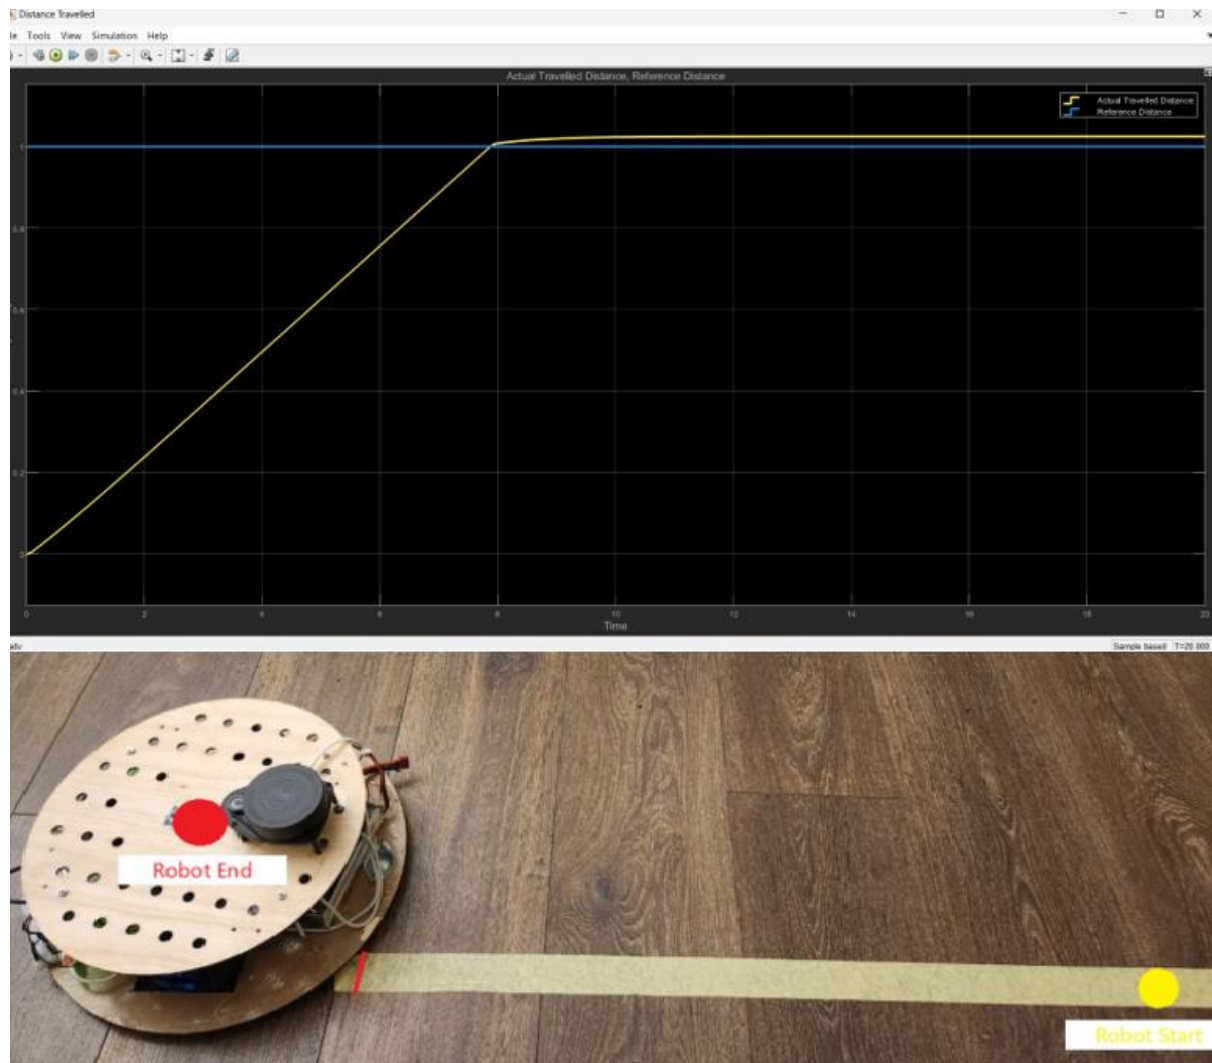 Distance Travelled
Tools View Simulation Help
Actual Travelled Distance, Reference Distance
Actual Travelled Distance
Reference Distance
1
0.8
0.6
0.4
0.2
0
0 2 4 6 8 10 12 14 16 18 20
Time
Sample based T=20.000
Robot End
Robot Start